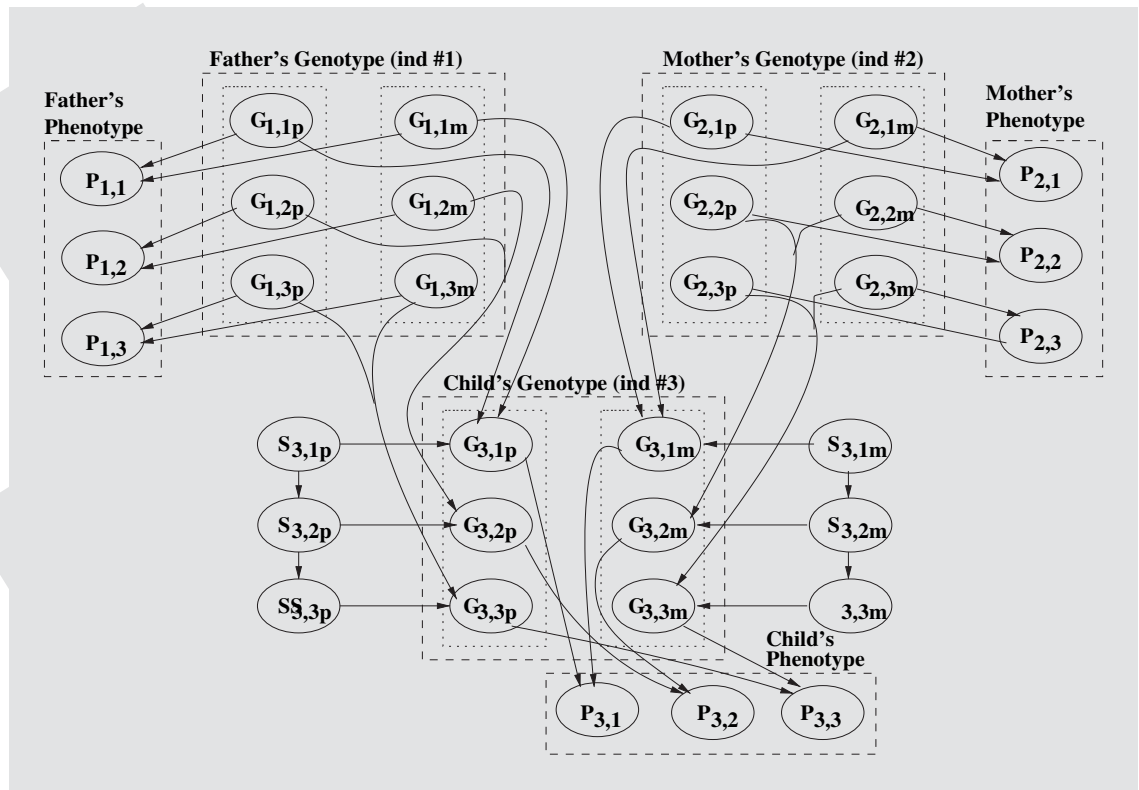 Father's Genotype (ind #1)
Mother's Genotype (ind #2)
Father's
Phenotype
Mother's
Phenotype
G1,1p
G1,1m
G2,1p
G2,1m
P1,1
P2,1
G1,2p
G1,2m
G2,2p
G2,2m
P1,2
P2,2
G1,3p
G1,3m
G2,3p
G2,3m
P1,3
P2,3
Child's Genotype (ind #3)
S3,1p
G3,1p
G3,1m
S3,1m
S3,2p
G3,2p
G3,2m
S3,2m
SS3,3p
G3,3p
G3,3m
3,3m
Child's
Phenotype
P3,1
P3,2
P3,3